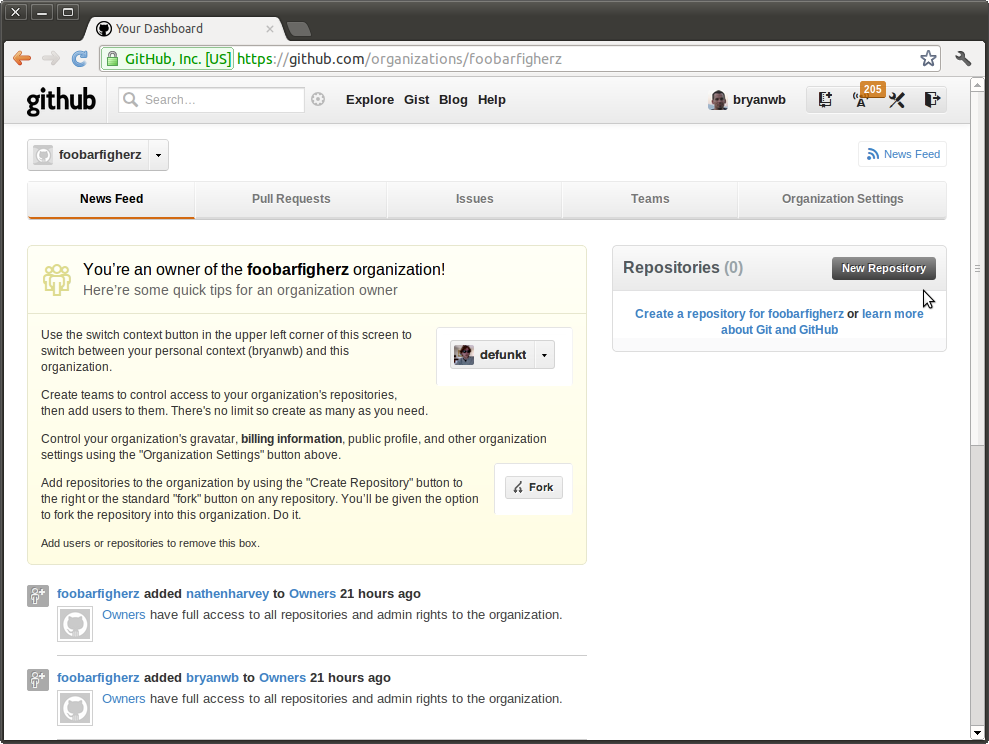 Your Dashboard
GitHub, Inc. [US] https://github.com/organizations/foobarfigherz
github
Search...
Explore Gist Blog Help
bryanwb
205
foobarfigherz
News Feed
News Feed
Pull Requests
Issues
Teams
Organization Settings
You're an owner of the foobarfigherz organization!
Here're some quick tips for an organization owner
Use the switch context button in the upper left corner of this screen to
switch between your personal context (bryanwb) and this
organization.
defunkt
Create teams to control access to your organization's repositories,
then add users to them. There's no limit so create as many as you need.
Control your organization's gravatar, billing information, public profile, and other organization
settings using the "Organization Settings" button above.
Add repositories to the organization by using the "Create Repository" button to
the right or the standard "fork" button on any repository. You'll be given the option
to fork the repository into this organization. Do it.
Fork
Add users or repositories to remove this box.
Repositories (0)
New Repository
Create a repository for foobarfigherz or learn more
about Git and GitHub
foobarfigherz added nathenharvey to Owners 21 hours ago
Owners have full access to all repositories and admin rights to the organization.
foobarfigherz added bryanwb to Owners 21 hours ago
Owners have full access to all repositories and admin rights to the organization.